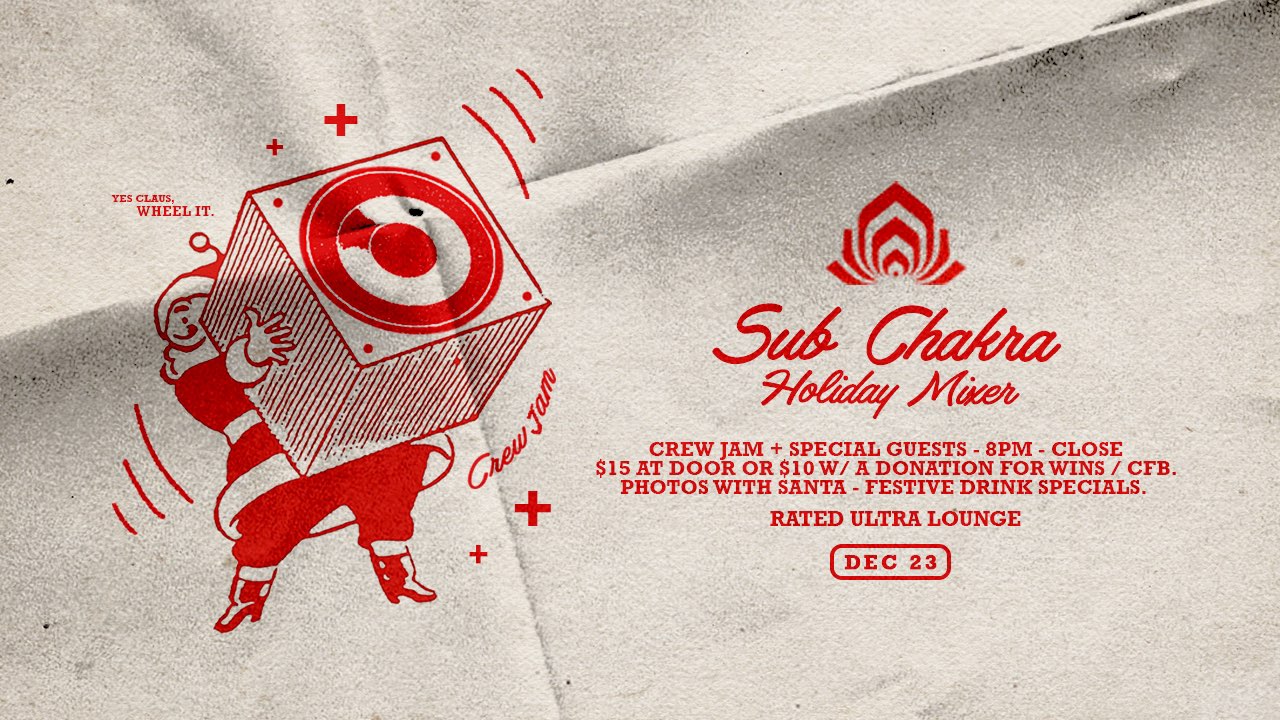 YES CLAUS,
WHEEL IT.
Crew Jam
Sub Chakra
Holiday Mixer
CREW JAM + SPECIAL GUESTS - 8PM - CLOSE
$15 AT DOOR OR $10 W/ A DONATION FOR WINS / CFB.
PHOTOS WITH SANTA - FESTIVE DRINK SPECIALS.
RATED ULTRA LOUNGE
DEC 23